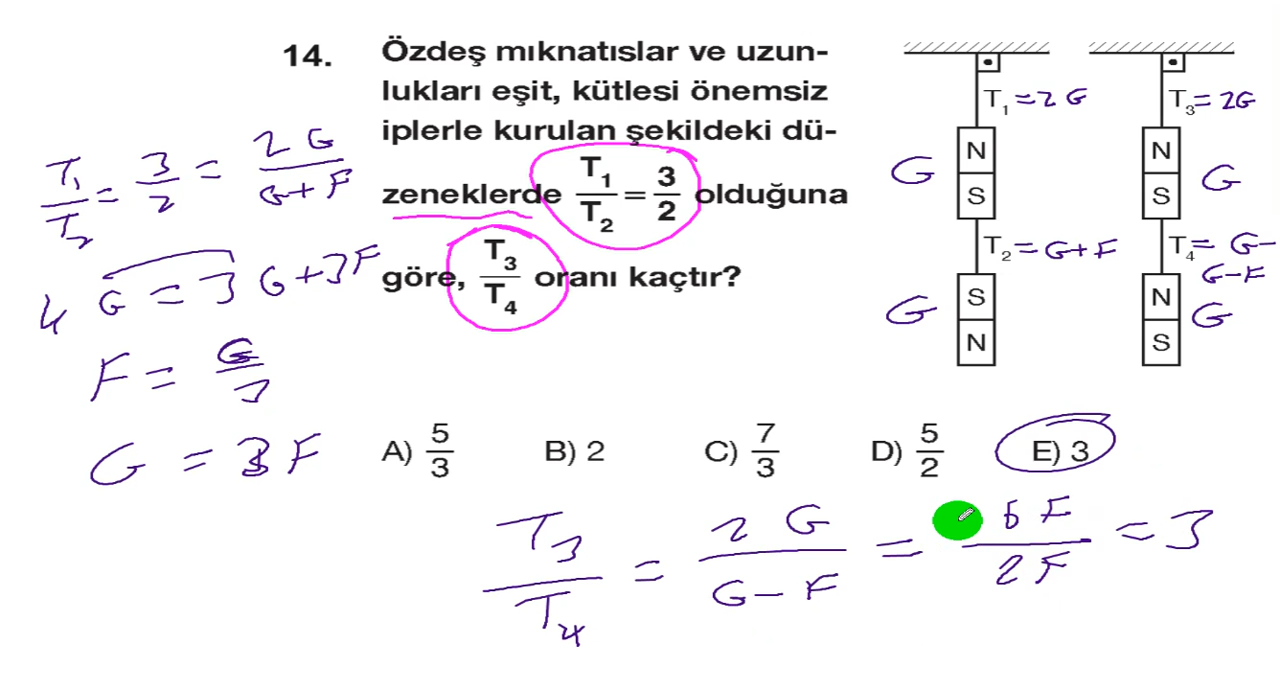 14. Özdeş mıknatıslar ve uzun-
lukları eşit, kütlesi önemsiz
iplerle kurulan şekildeki dü-
zeneklerde T₁/T₂ = 3/2 olduğuna
göre, T₃/T₄ oranı kaçtır?
A) 5/3 B) 2 C) 7/3 D) 5/2 E) 3
T₁/T₂ = 3/2 = 2G/G+F
4G = 3G+3F
F = G/3
G = 3F
T₃/T₄ = 2G/G-F = 6F/2F = 3
T₁ = 2G
G
N
S
T₂ = G+F
G
S
N
T₃ = 2G
N
G
S
T₄ = G-
G-F
N
G
S